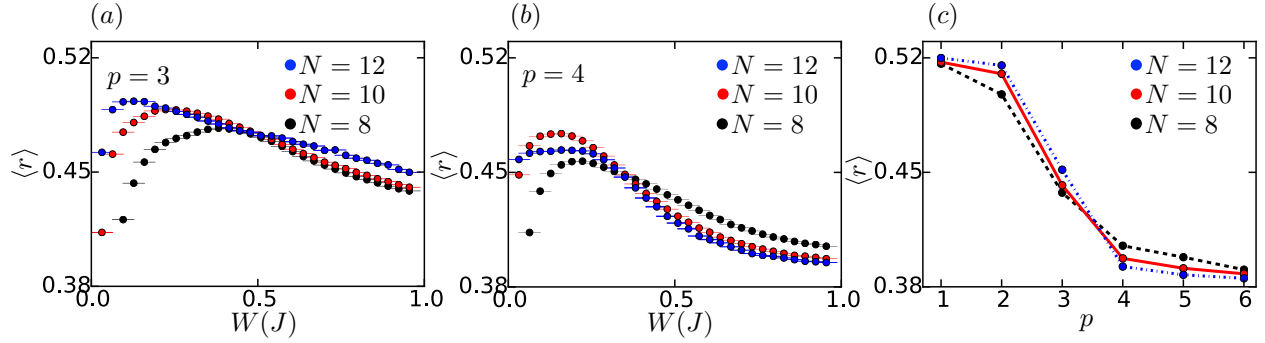 (a)
⟨r⟩
0.52
0.45
0.38
p = 3
N = 12
N = 10
N = 8
0.0
0.5
1.0
W(J)
(b)
⟨r⟩
0.52
0.45
0.38
p = 4
N = 12
N = 10
N = 8
0.0
0.5
1.0
W(J)
(c)
⟨r⟩
0.52
0.45
0.38
N = 12
N = 10
N = 8
1 2 3 4 5 6
p